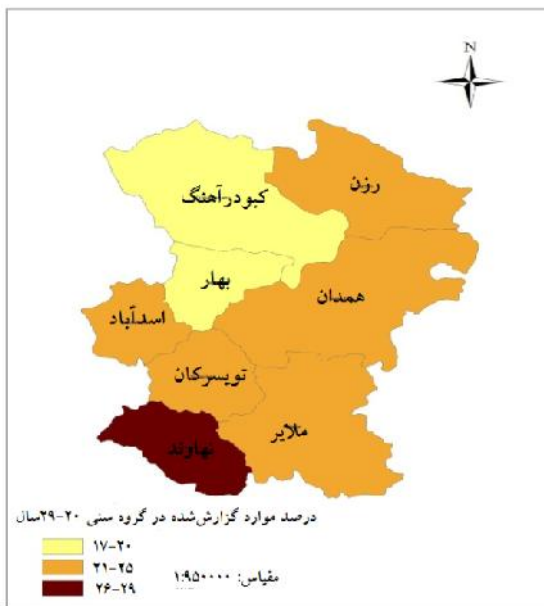 N
رزن
کبودرآهنگ
بهار
همدان
اسدآباد
تویسرکان
ملایر
نهاوند
درصد موارد گزارش‌شده در گروه سنی ۲۰-۲۹سال
۱۷-۲۰
۲۱-۲۵
۲۶-۲۹
مقیاس: ۱:۹۵۰۰۰۰